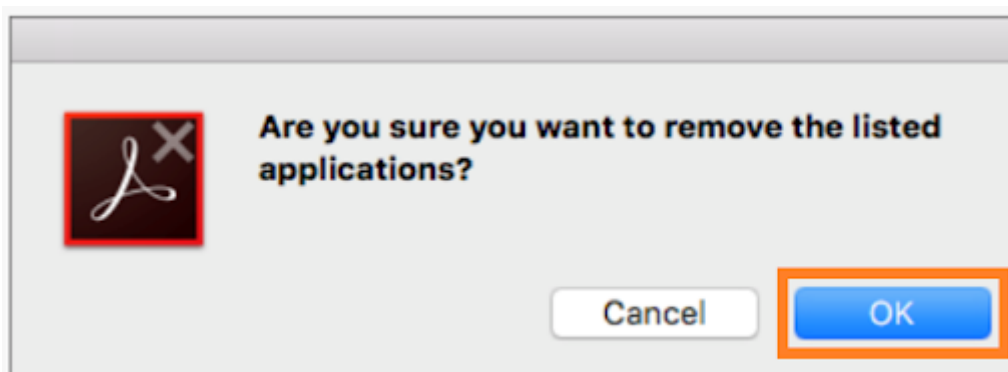 Are you sure you want to remove the listed
applications?
Cancel
OK